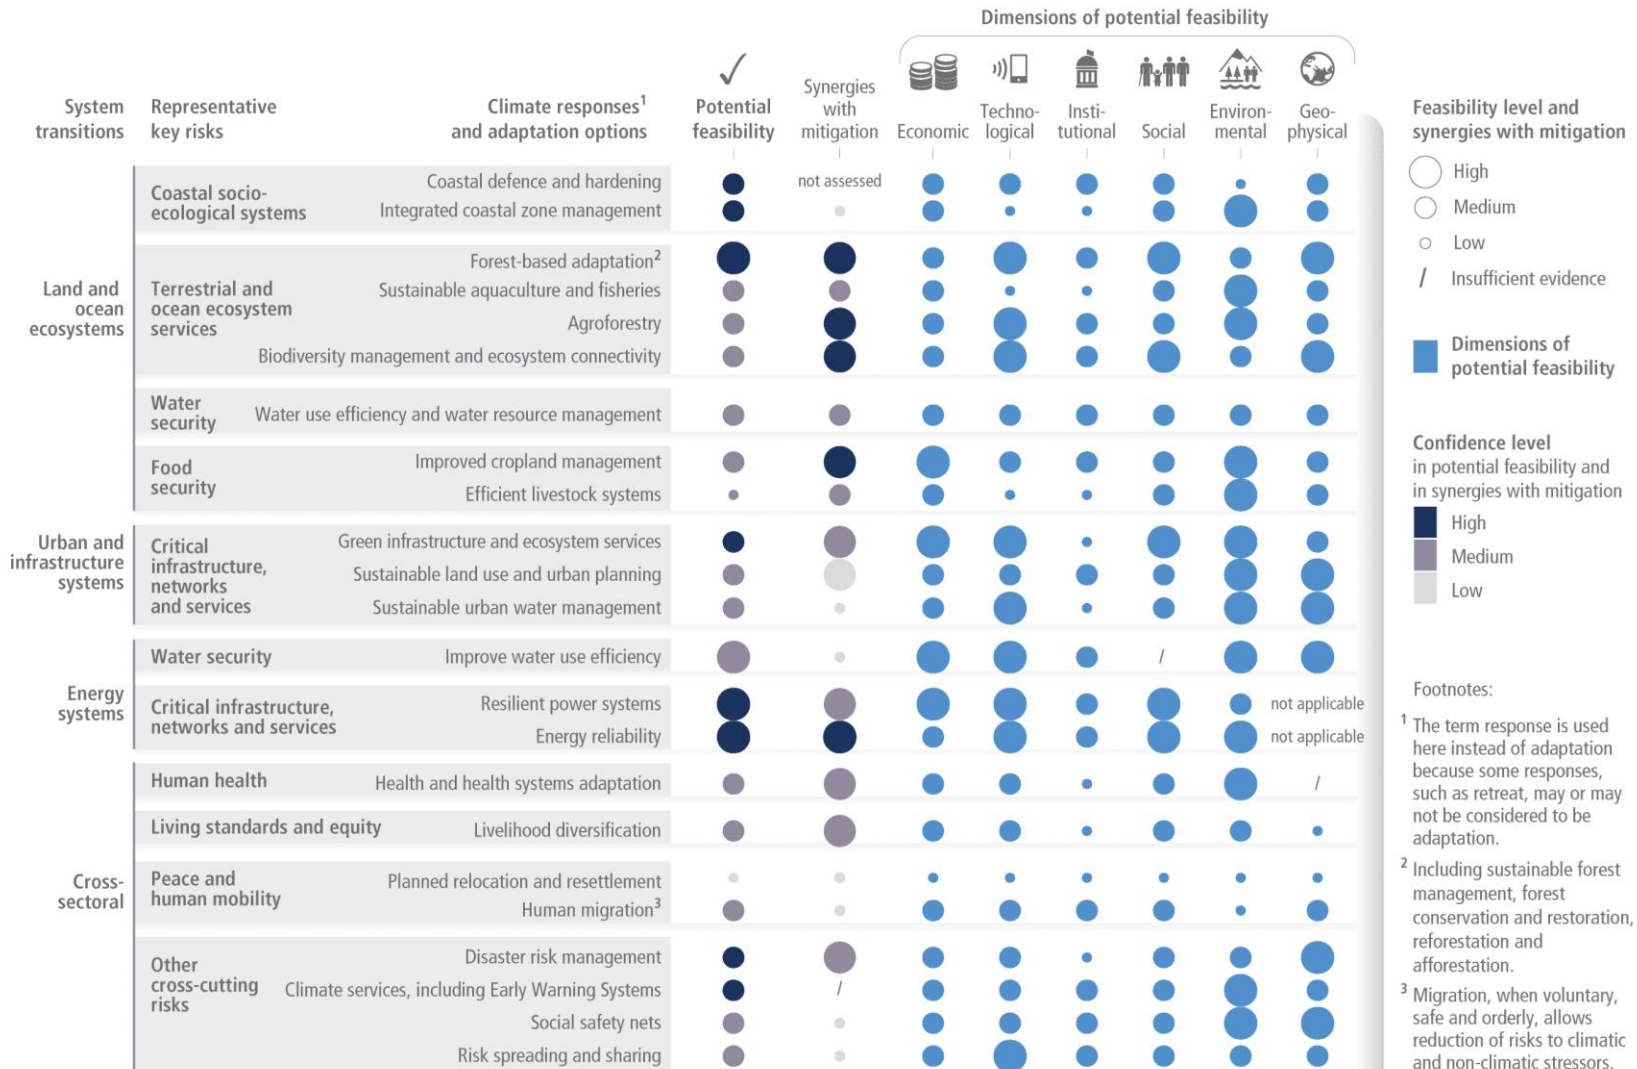 Dimensions of potential feasibility
System
transitions
Representative
key risks
Climate responses¹
and adaptation options
Potential
feasibility
Synergies
with
mitigation
Economic
Techno-
logical
Insti-
tutional
Social
Environ-
mental
Geo-
physical
Land and
ocean
ecosystems
Coastal socio-
ecological systems
Coastal defence and hardening
not assessed
Integrated coastal zone management
Terrestrial and
ocean ecosystem
services
Forest-based adaptation²
Sustainable aquaculture and fisheries
Agroforestry
Biodiversity management and ecosystem connectivity
Water
security
Water use efficiency and water resource management
Food
security
Improved cropland management
Efficient livestock systems
Urban and
infrastructure
systems
Critical
infrastructure,
networks
and services
Green infrastructure and ecosystem services
Sustainable land use and urban planning
Sustainable urban water management
Energy
systems
Water security
Improve water use efficiency
/
Critical infrastructure,
networks and services
Resilient power systems
not applicable
Energy reliability
not applicable
Cross-
sectoral
Human health
Health and health systems adaptation
/
Living standards and equity
Livelihood diversification
Peace and
human mobility
Planned relocation and resettlement
Human migration³
Other
cross-cutting
risks
Disaster risk management
Climate services, including Early Warning Systems
/
Social safety nets
Risk spreading and sharing
Feasibility level and
synergies with mitigation
High
Medium
Low
/ Insufficient evidence
Dimensions of
potential feasibility
Confidence level
in potential feasibility and
in synergies with mitigation
High
Medium
Low
Footnotes:
¹ The term response is used
here instead of adaptation
because some responses,
such as retreat, may or may
not be considered to be
adaptation.
² Including sustainable forest
management, forest
conservation and restoration,
reforestation and
afforestation.
³ Migration, when voluntary,
safe and orderly, allows
reduction of risks to climatic
and non-climatic stressors.